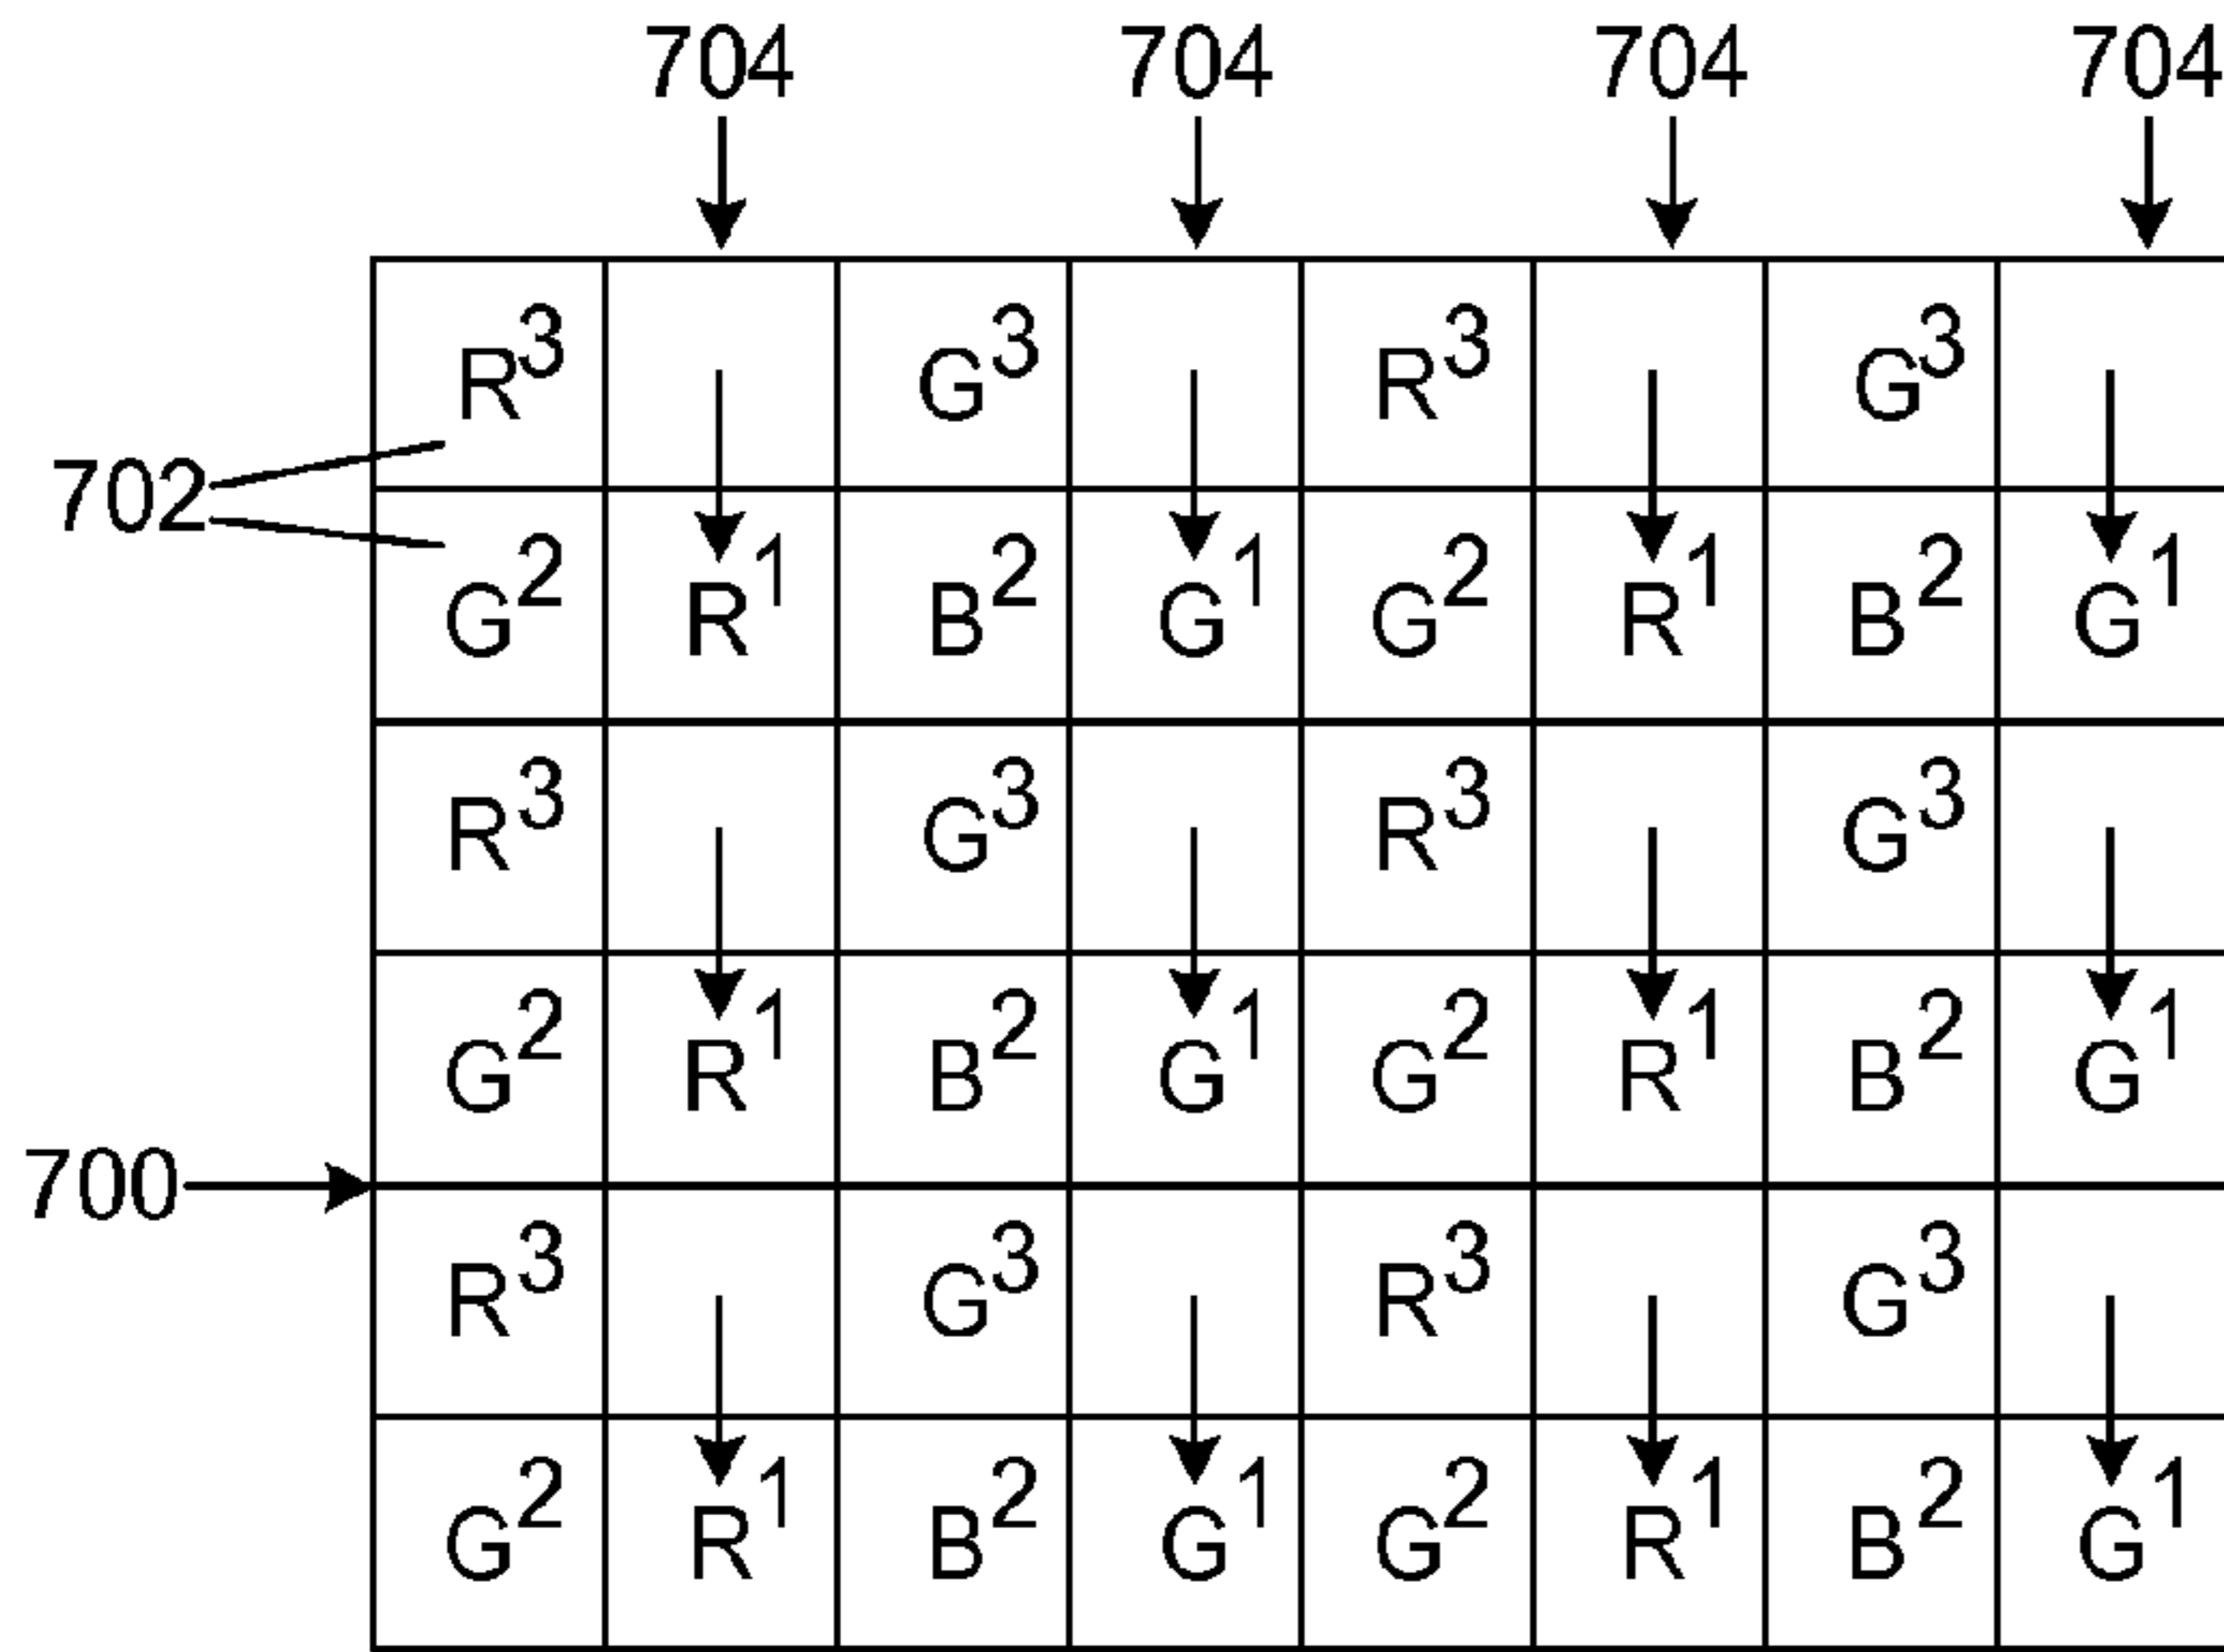 704 704 704 704
R³ G³ R³ G³
702
G² R¹ B² G¹ G² R¹ B² G¹
R³ G³ R³ G³
G² R¹ B² G¹ G² R¹ B² G¹
700
R³ G³ R³ G³
G² R¹ B² G¹ G² R¹ B² G¹